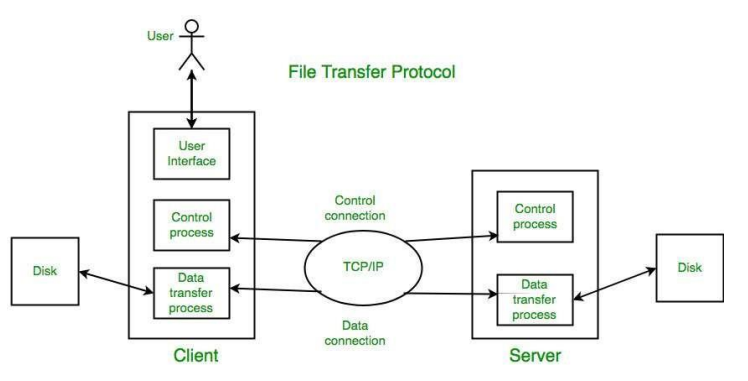 User
File Transfer Protocol
User
Interface
Control
process
Control
connection
Control
process
Disk
Data
transfer
process
TCP/IP
Data
transfer
process
Disk
Data
connection
Client
Server